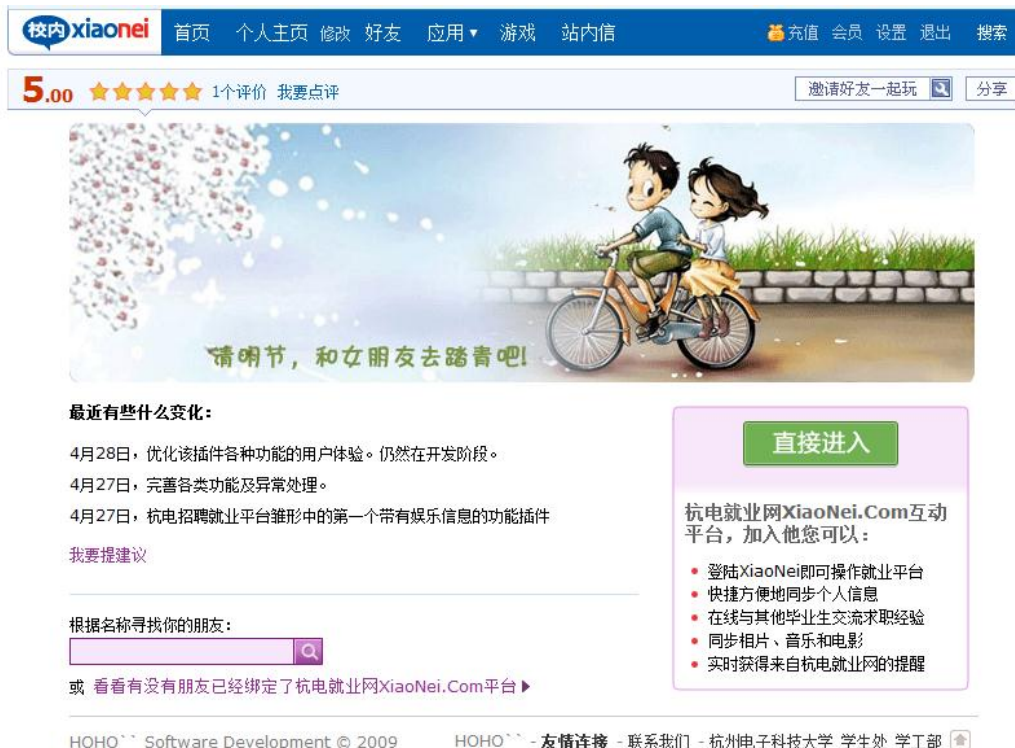 校内xiaonei 首页 个人主页 修改 好友 应用▼ 游戏 站内信 充值 会员 设置 退出 搜索
5.00 1个评价 我要点评 邀请好友一起玩 分享
清明节，和女朋友去踏青吧!
最近有些什么变化：
4月28日，优化该插件各种功能的用户体验。仍然在开发阶段。
4月27日，完善各类功能及异常处理。
4月27日，杭电招聘就业平台雏形中的第一个带有娱乐信息的功能插件
我要提建议
根据名称寻找你的朋友：
或 看看有没有朋友已经绑定了杭电就业网XiaoNei.Com平台
直接进入
杭电就业网XiaoNei.Com互动
平台，加入他您可以：
登陆XiaoNei即可操作就业平台
快捷方便地同步个人信息
在线与其他毕业生交流求职经验
同步相片、音乐和电影
实时获得来自杭电就业网的提醒
HOHO`` Software Development © 2009 HOHO`` - 友情连接 - 联系我们 - 杭州电子科技大学 学生处 学工部